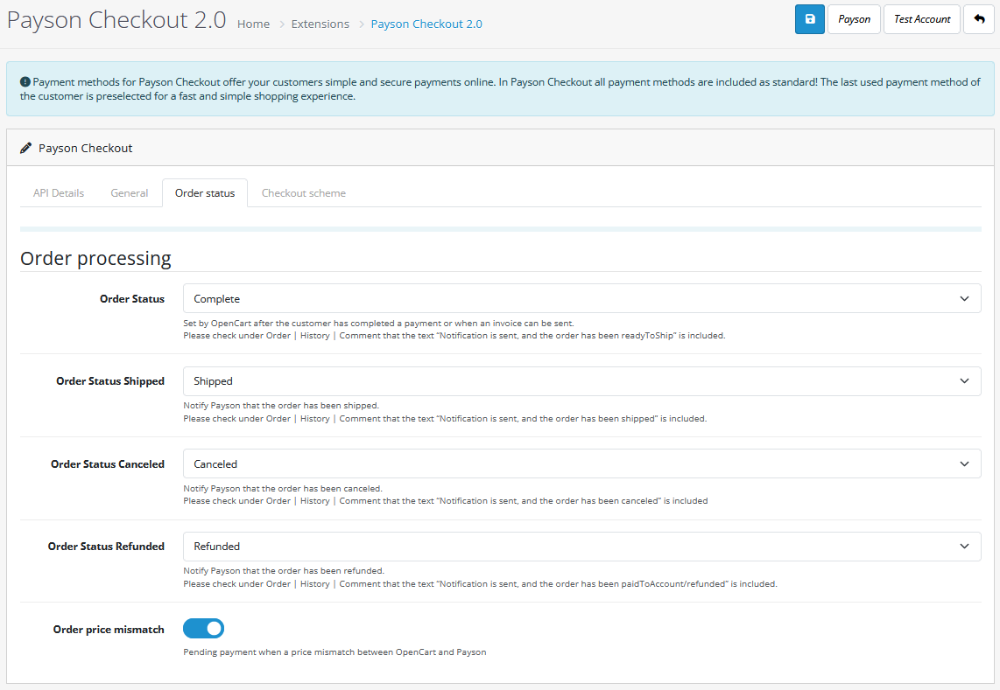 Payson Checkout 2.0 Home Extensions Payson Checkout 2.0 Payson Test Account
Payment methods for Payson Checkout offer your customers simple and secure payments online. In Payson Checkout all payment methods are included as standard! The last used payment method of
the customer is preselected for a fast and simple shopping experience.
Payson Checkout
API Details General Order status Checkout scheme
Order processing
Order Status Complete
Set by OpenCart after the customer has completed a payment or when an invoice can be sent.
Please check under Order | History | Comment that the text “Notification is sent, and the order has been readyToShip” is included.
Order Status Shipped Shipped
Notify Payson that the order has been shipped.
Please check under Order | History | Comment that the text “Notification is sent, and the order has been shipped” is included.
Order Status Canceled Canceled
Notify Payson that the order has been canceled.
Please check under Order | History | Comment that the text “Notification is sent, and the order has been canceled” is included
Order Status Refunded Refunded
Notify Payson that the order has been refunded.
Please check under Order | History | Comment that the text “Notification is sent, and the order has been paidToAccount/refunded” is included.
Order price mismatch
Pending payment when a price mismatch between OpenCart and Payson